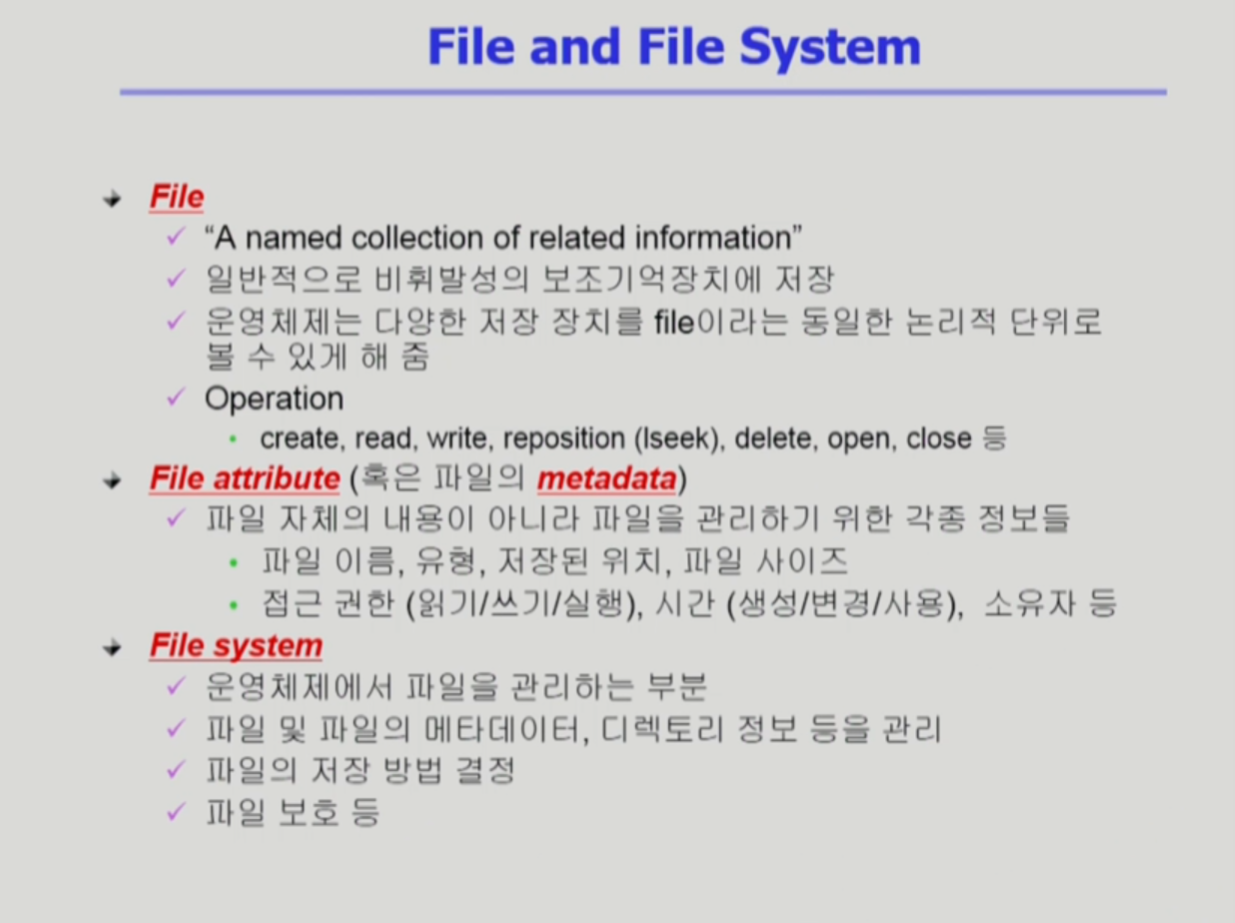 File and File System
File
“A named collection of related information”
일반적으로 비휘발성의 보조기억장치에 저장
운영체제는 다양한 저장 장치를 file이라는 동일한 논리적 단위로
볼 수 있게 해 줌
Operation
create, read, write, reposition (lseek), delete, open, close 등
File attribute (혹은 파일의 metadata)
파일 자체의 내용이 아니라 파일을 관리하기 위한 각종 정보들
파일 이름, 유형, 저장된 위치, 파일 사이즈
접근 권한 (읽기/쓰기/실행), 시간 (생성/변경/사용), 소유자 등
File system
운영체제에서 파일을 관리하는 부분
파일 및 파일의 메타데이터, 디렉토리 정보 등을 관리
파일의 저장 방법 결정
파일 보호 등